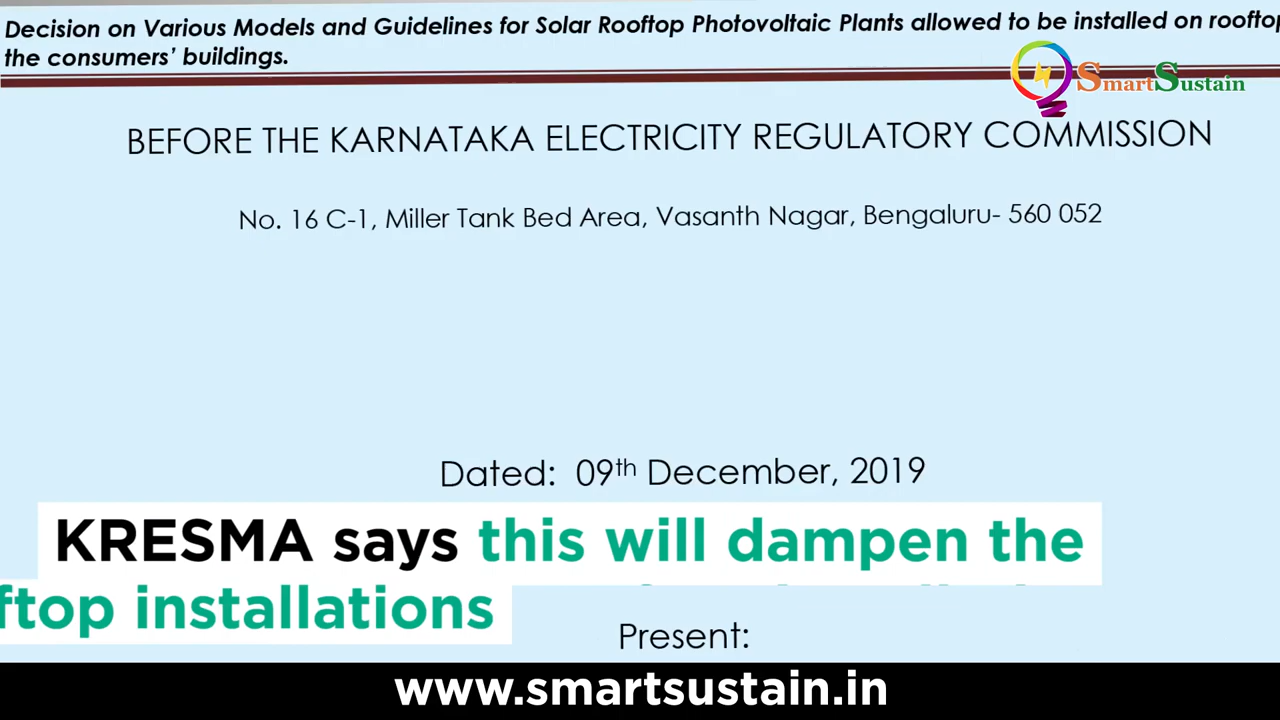 Decision on Various Models and Guidelines for Solar Rooftop Photovoltaic Plants allowed to be installed on
the consumers’ buildings.
SmartSustain
BEFORE THE KARNATAKA ELECTRICITY REGULATORY COMMISSION
No. 16 C-1, Miller Tank Bed Area, Vasanth Nagar, Bengaluru- 560 052
Dated: 09th December, 2019
KRESMA says this will dampen the
installations
Present:
www.smartsustain.in